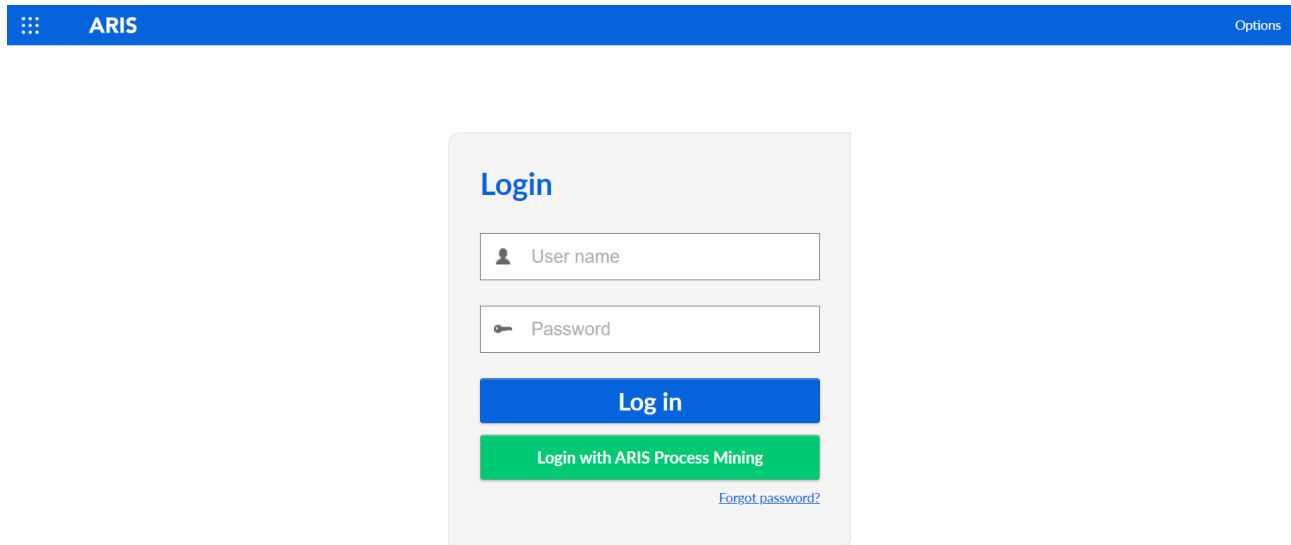 ARIS
Options
Login
User name
Password
Log in
Login with ARIS Process Mining
Forgot password?